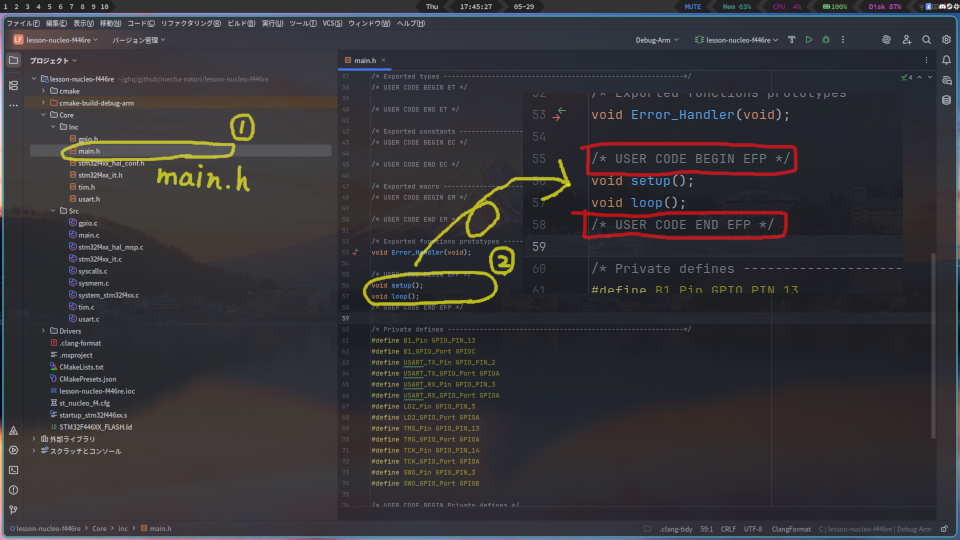 1 2 3 4 5 6 7 8 9 10
Thu
17:45:27
05-29
MUTE
Mem 63%
CPU 4%
100%
Disk 87%
ファイル(F) 編集(E) 表示(V) 移動(N) コード(C) リファクタリング(R) ビルド(B) 実行(U) ツール(T) VCS(S) ウィンドウ(W) ヘルプ(H)
LF lesson-nucleo-f446re
バージョン管理
Debug-Arm
lesson-nucleo-f446re
プロジェクト
main.h
lesson-nucleo-f446re ~/ghq/github/mecha-natori/lesson-nucleo-f446re
cmake
cmake-build-debug-arm
Core
Inc
gpio.h
main.h
stm32f4xx_hal_conf.h
stm32f4xx_it.h
tim.h
usart.h
Src
gpio.c
main.c
stm32f4xx_hal_msp.c
stm32f4xx_it.c
syscalls.c
sysmem.c
system_stm32f4xx.c
tim.c
usart.c
Drivers
.clang-format
.mxproject
CMakeLists.txt
CMakePresets.json
lesson-nucleo-f446re.ioc
st_nucleo_f4.cfg
startup_stm32f446xx.s
STM32F446XX_FLASH.ld
外部ライブラリ
スクラッチとコンソール
1
main.h
2
4
37 /* Exported types ---------------------------------------------------------------*/
38 /* USER CODE BEGIN ET */
39
40 /* USER CODE END ET */
/* Exported constants ----------------
/* USER CODE BEGIN EC */
/* USER CODE END EC */
/* Exported macro ----------------
/* USER CODE BEGIN EM */
/* USER CODE END EM */
/* Exported functions prototypes -----
void Error_Handler(void);
/* USER CODE BEGIN EFP */
56 void setup();
57 void loop();
58 /* USER CODE END EFP */
59
60 /* Private defines ---------------------------------------------------------------*/
61 #define B1_Pin GPIO_PIN_13
62 #define B1_GPIO_Port GPIOC
63 #define USART_TX_Pin GPIO_PIN_2
64 #define USART_TX_GPIO_Port GPIOA
65 #define USART_RX_Pin GPIO_PIN_3
66 #define USART_RX_GPIO_Port GPIOA
67 #define LD2_Pin GPIO_PIN_5
68 #define LD2_GPIO_Port GPIOA
69 #define TMS_Pin GPIO_PIN_13
70 #define TMS_GPIO_Port GPIOA
71 #define TCK_Pin GPIO_PIN_14
72 #define TCK_GPIO_Port GPIOA
73 #define SWO_Pin GPIO_PIN_3
74 #define SWO_GPIO_Port GPIOB
75
76 /* USER CODE BEGIN Private defines */
52 /* Exported functions prototypes
53 void Error_Handler(void);
54
55 /* USER CODE BEGIN EFP */
56 void setup();
57 void loop();
58 /* USER CODE END EFP */
59
60 /* Private defines ----------------------
61 #define B1_Pin GPIO_PIN_13
lesson-nucleo-f446re > Core > Inc > main.h
.clang-tidy
59:1
CRLF
UTF-8
ClangFormat
C | lesson-nucleo-f446re | Debug-Arm